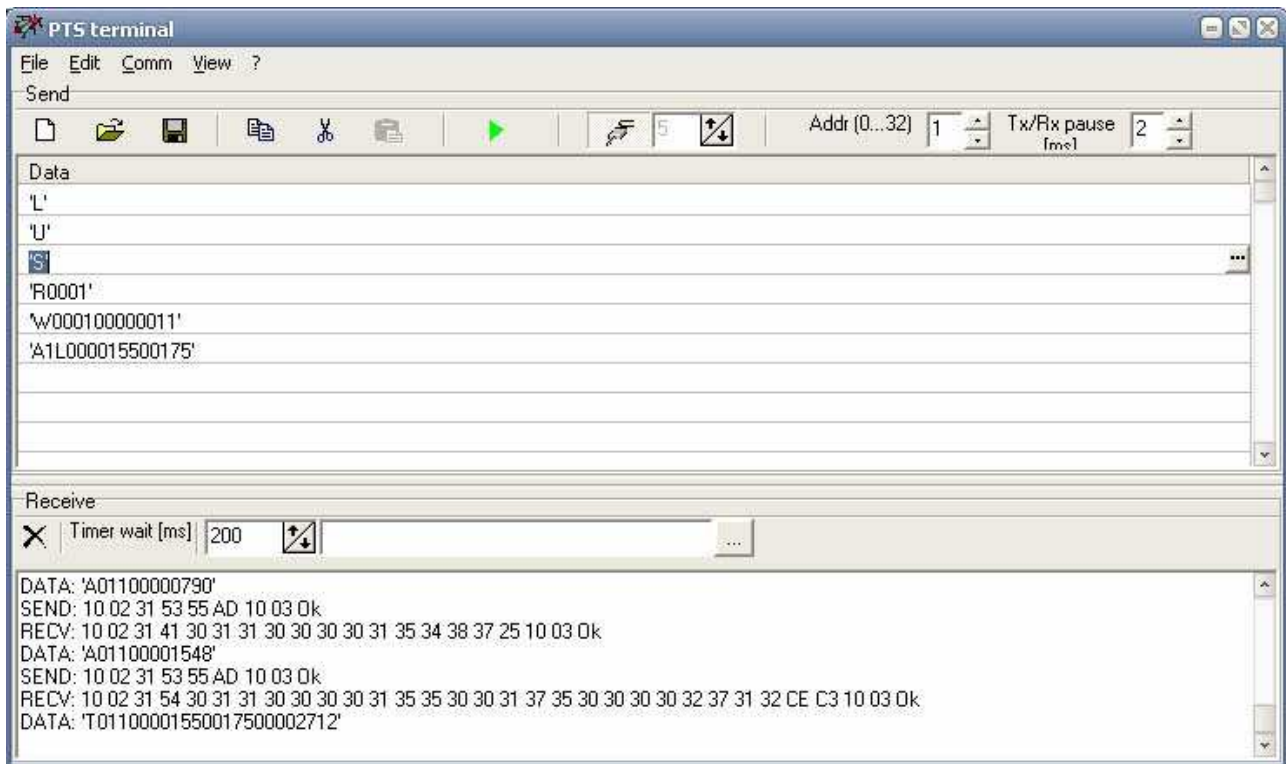 PTS terminal
File Edit Comm View ?
Send
5 Addr (0...32) 1 Tx/Rx pause [ms] 2
Data
'L'
'U'
'S'
...
'R0001'
'W000100000011'
'A1L000015500175'
Receive
Timer wait [ms] 200 ...
DATA: 'A01100000790'
SEND: 10 02 31 53 55 AD 10 03 Ok
RECV: 10 02 31 41 30 31 31 30 30 30 30 31 35 34 38 37 25 10 03 Ok
DATA: 'A01100001548'
SEND: 10 02 31 53 55 AD 10 03 Ok
RECV: 10 02 31 54 30 31 31 30 30 30 30 31 35 35 30 30 31 37 35 30 30 30 30 32 37 31 32 CE C3 10 03 Ok
DATA: 'T01100001550017500002712'